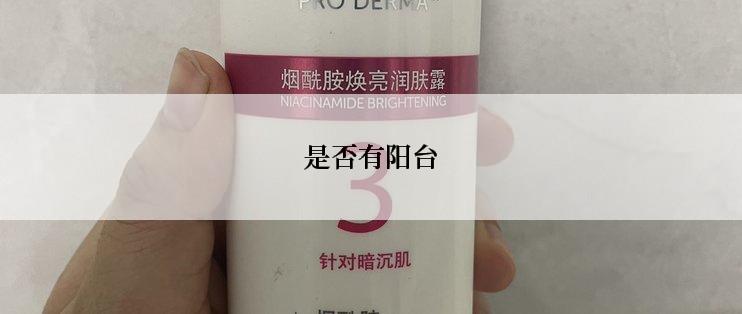 PRO DERMA
烟酰胺焕亮润肤露
NIACINAMIDE BRIGHTENING
是否有阳台
3
针对暗沉肌